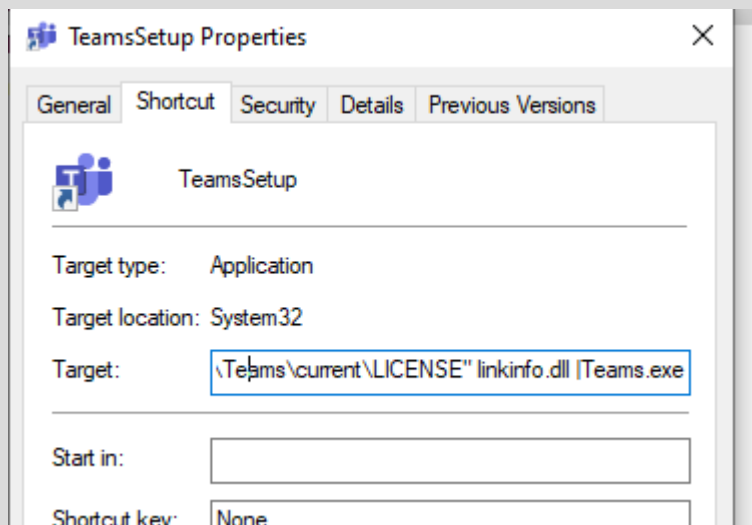 TeamsSetup Properties
General Shortcut Security Details Previous Versions
TeamsSetup
Target type: Application
Target location: System32
Target: \Teams\current\LICENSE" linkinfo.dll |Teams.exe
Start in:
Shortcut key: None